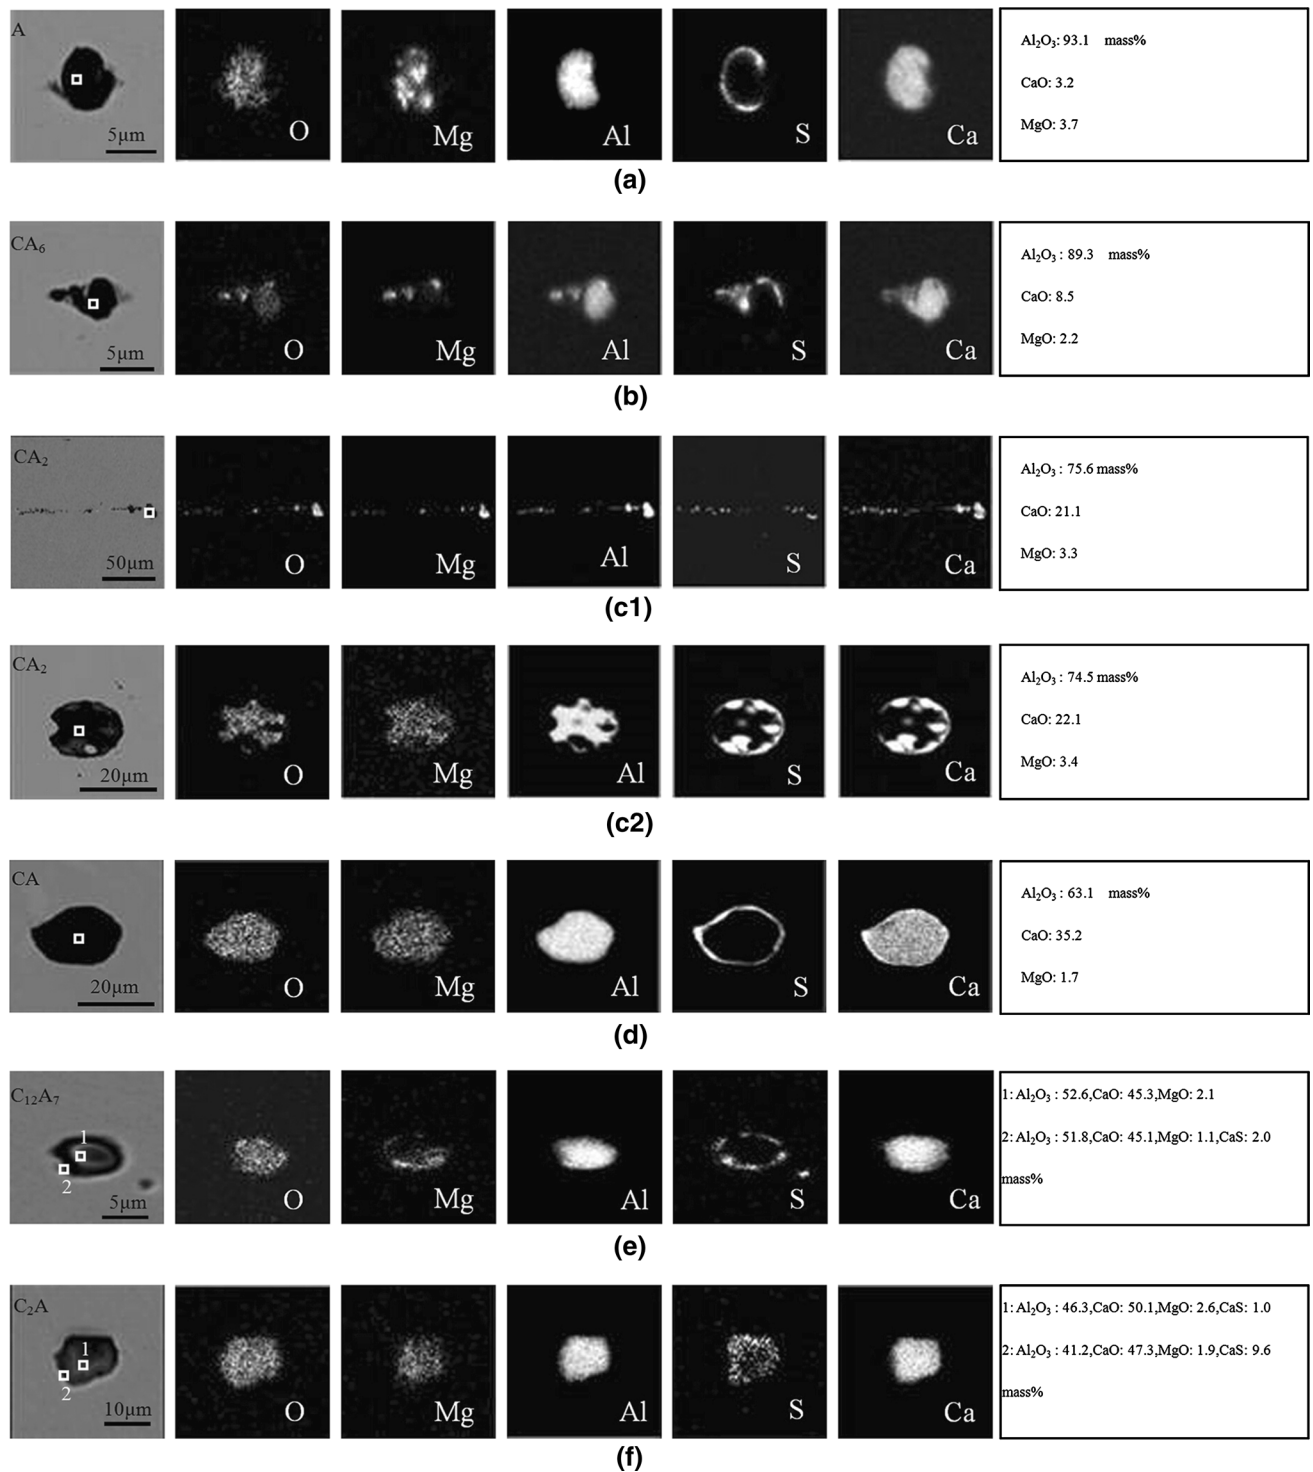 A
5µm
O
Mg
Al
S
Ca
Al₂O₃: 93.1 mass%
CaO: 3.2
MgO: 3.7
(a)
CA₆
5µm
O
Mg
Al
S
Ca
Al₂O₃ : 89.3 mass%
CaO: 8.5
MgO: 2.2
(b)
CA₂
50µm
O
Mg
Al
S
Ca
Al₂O₃ : 75.6 mass%
CaO: 21.1
MgO: 3.3
(c1)
CA₂
20µm
O
Mg
Al
S
Ca
Al₂O₃ : 74.5 mass%
CaO: 22.1
MgO: 3.4
(c2)
CA
20µm
O
Mg
Al
S
Ca
Al₂O₃ : 63.1 mass%
CaO: 35.2
MgO: 1.7
(d)
C₁₂A₇
1
2
5µm
O
Mg
Al
S
Ca
1: Al₂O₃ : 52.6,CaO: 45.3,MgO: 2.1
2: Al₂O₃ : 51.8,CaO: 45.1,MgO: 1.1,CaS: 2.0
mass%
(e)
C₂A
1
2
10µm
O
Mg
Al
S
Ca
1: Al₂O₃ : 46.3,CaO: 50.1,MgO: 2.6,CaS: 1.0
2: Al₂O₃ : 41.2,CaO: 47.3,MgO: 1.9,CaS: 9.6
mass%
(f)